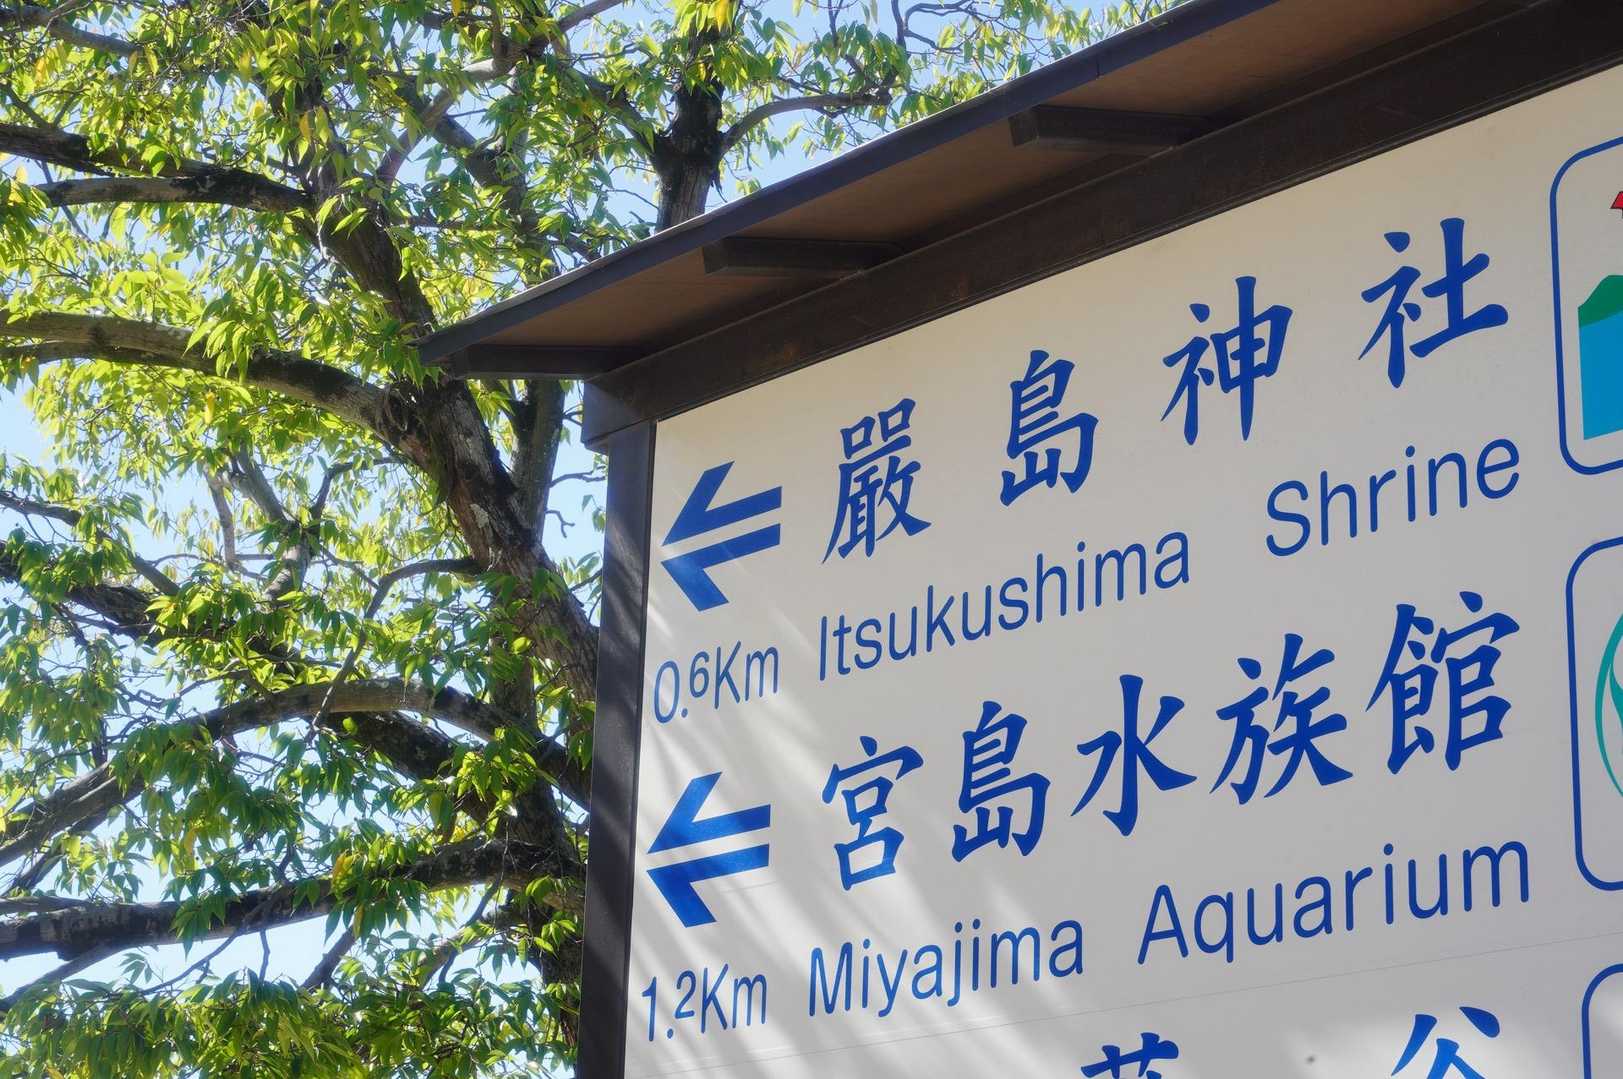 嚴島神社
0.6Km Itsukushima Shrine
宮島水族館
1.2Km Miyajima Aquarium